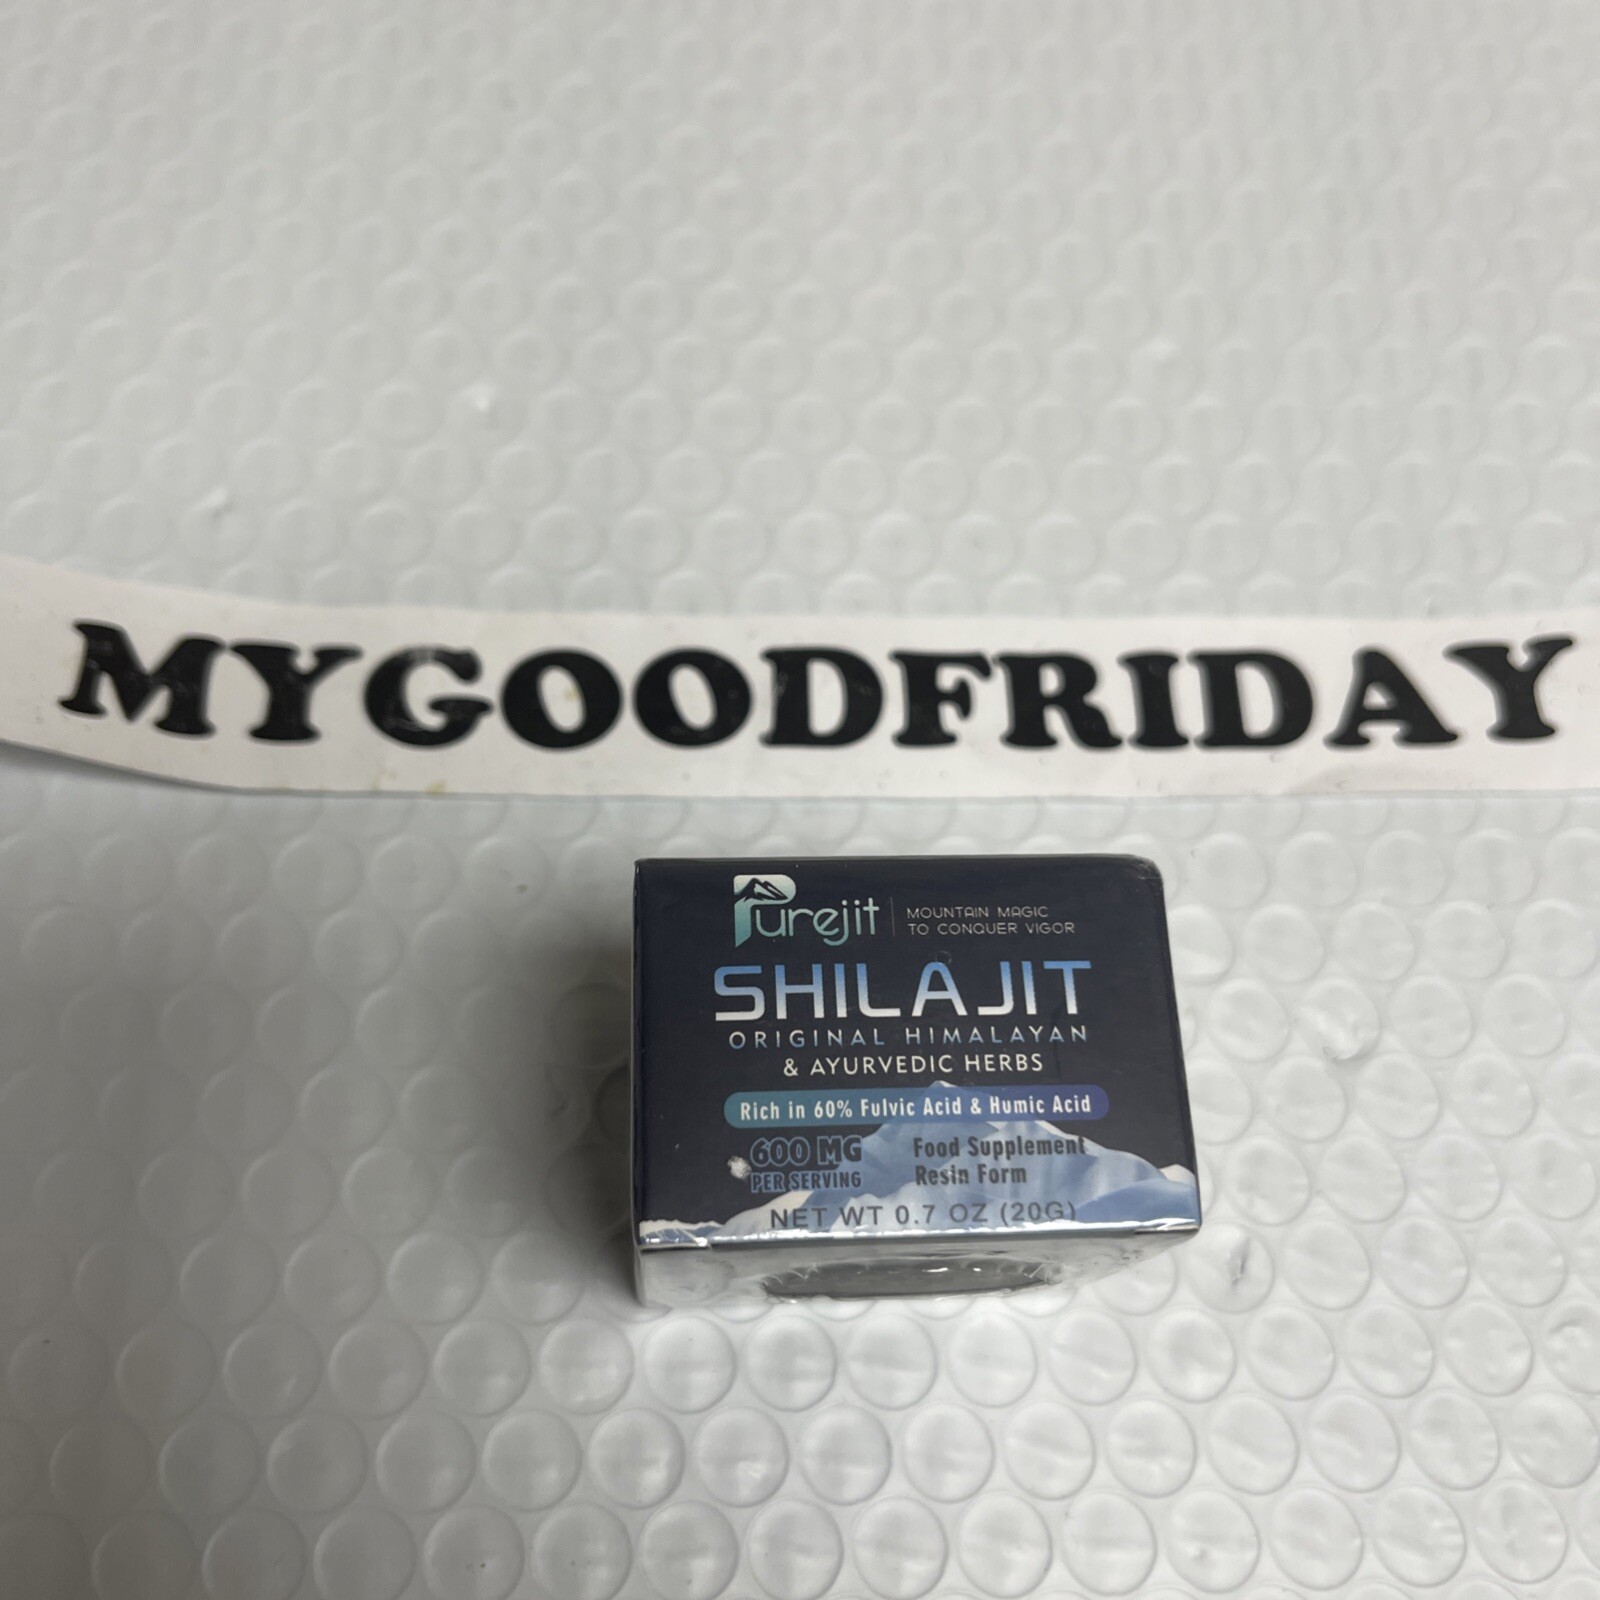 MYGOODFRIDAY
Purejit
MOUNTAIN MAGIC
TO CONQUER VIGOR
SHILAJIT
ORIGINAL HIMALAYAN
& AYURVEDIC HERBS
Rich in 60% Fulvic Acid & Humic Acid
600 MG
PER SERVING
Food Supplement
Resin Form
NET WT 0.7 OZ (20G)